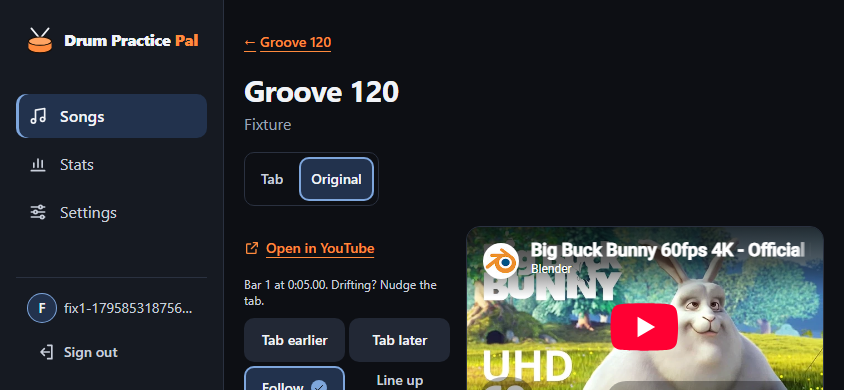 Drum Practice Pal
Songs
Stats
Settings
F
fix1-179585318756...
Sign out
← Groove 120
Groove 120
Fixture
Tab
Original
Open in YouTube
Bar 1 at 0:05.00. Drifting? Nudge the
tab.
Tab earlier
Tab later
Follow
Line up
Big Buck Bunny 60fps 4K - Official
Blender
BUNNY
UHD